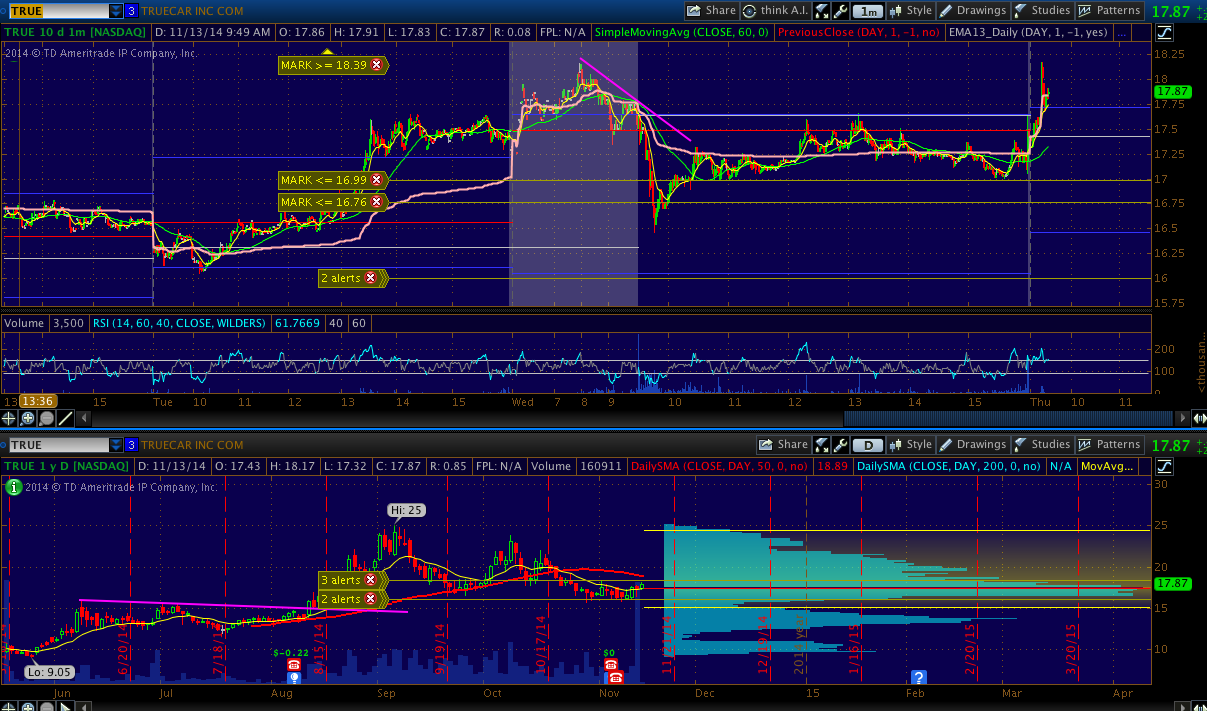 TRUE 3 TRUECAR INC COM Share think A.I. 1m Style Drawings Studies Patterns 17.87
TRUE 10 d 1m [NASDAQ] D: 11/13/14 9:49 AM O: 17.86 H: 17.91 L: 17.83 C: 17.87 R: 0.08 FPL: N/A SimpleMovingAvg (CLOSE, 60, 0) PreviousClose (DAY, 1, -1, no) EMA13_Daily (DAY, 1, -1, yes) ...
2014 © TD Ameritrade IP Company, Inc.
18.25
MARK >= 18.39
18
17.87
17.75
17.5
17.25
MARK <= 16.99
17
MARK <= 16.76
16.75
16.5
16.25
2 alerts
16
15.75
Volume 3,500 RSI (14, 60, 40, CLOSE, WILDERS) 61.7669 40 60
200
100
0
<thousan...
13 13:36 15 Tue 10 11 12 13 14 15 Wed 7 8 9 10 11 12 13 14 15 Thu 10 11
TRUE 3 TRUECAR INC COM Share D Style Drawings Studies Patterns 17.87
TRUE 1 y D [NASDAQ] D: 11/13/14 O: 17.43 H: 18.17 L: 17.32 C: 17.87 R: 0.85 FPL: N/A Volume 160911 DailySMA (CLOSE, DAY, 50, 0, no) 18.89 DailySMA (CLOSE, DAY, 200, 0, no) N/A MovAvg...
2014 © TD Ameritrade IP Company, Inc.
30
Hi: 25
25
20
3 alerts
17.87
2 alerts
15
10
6/20/14
7/18/14
8/15/14
9/19/14
10/17/14
1/15/15
2/20/15
3/20/15
$-0.22
$0
Lo: 9.05
Jun Jul Aug Sep Oct Nov Dec 15 Feb Mar Apr